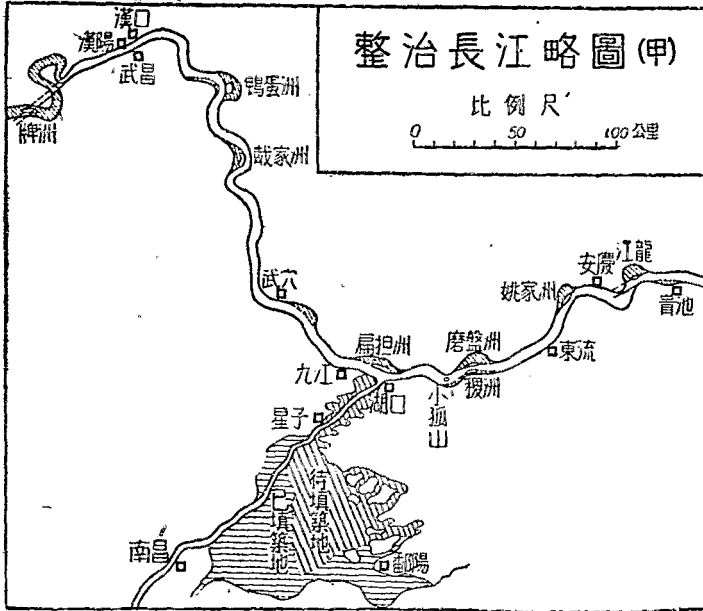 整治長江略圖(甲)
比例尺
0 50 100公里
漢口
漢陽
武昌
牌洲
鴨蛋洲
戢家洲
武穴
扁担洲
九江
湖口
星子
小孤山
磨盤洲
姚家洲
安慶
江龍
貴池
東流
待填築地
已填築地
南昌
鄱陽